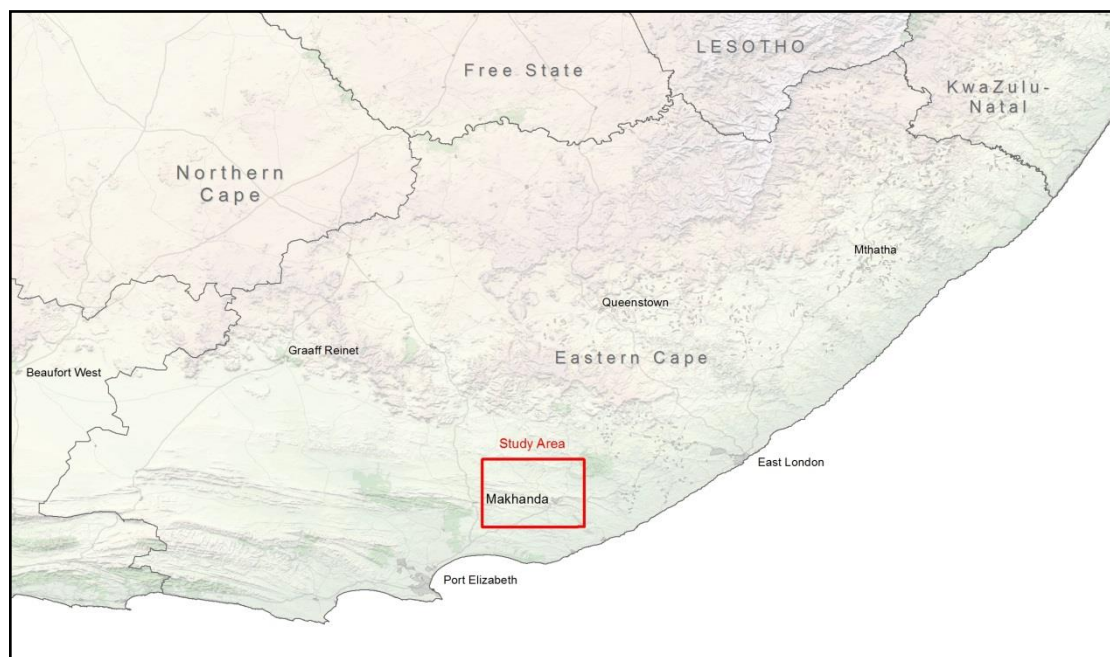 LESOTHO
Free State
KwaZulu-
Natal
Northern
Cape
Mthatha
Queenstown
Graaff Reinet
Eastern Cape
Beaufort West
Study Area
East London
Makhanda
Port Elizabeth